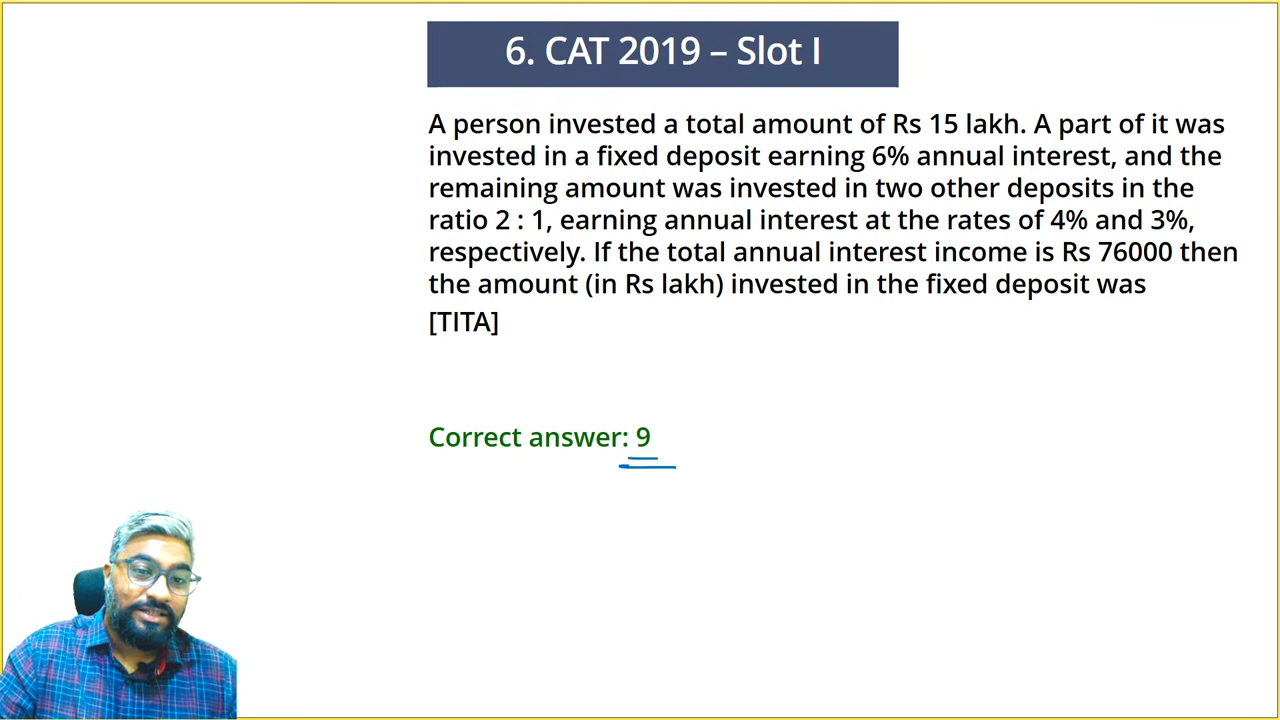 6. CAT 2019 – Slot I
A person invested a total amount of Rs 15 lakh. A part of it was
invested in a fixed deposit earning 6% annual interest, and the
remaining amount was invested in two other deposits in the
ratio 2 : 1, earning annual interest at the rates of 4% and 3%,
respectively. If the total annual interest income is Rs 76000 then
the amount (in Rs lakh) invested in the fixed deposit was
[TITA]
Correct answer: 9